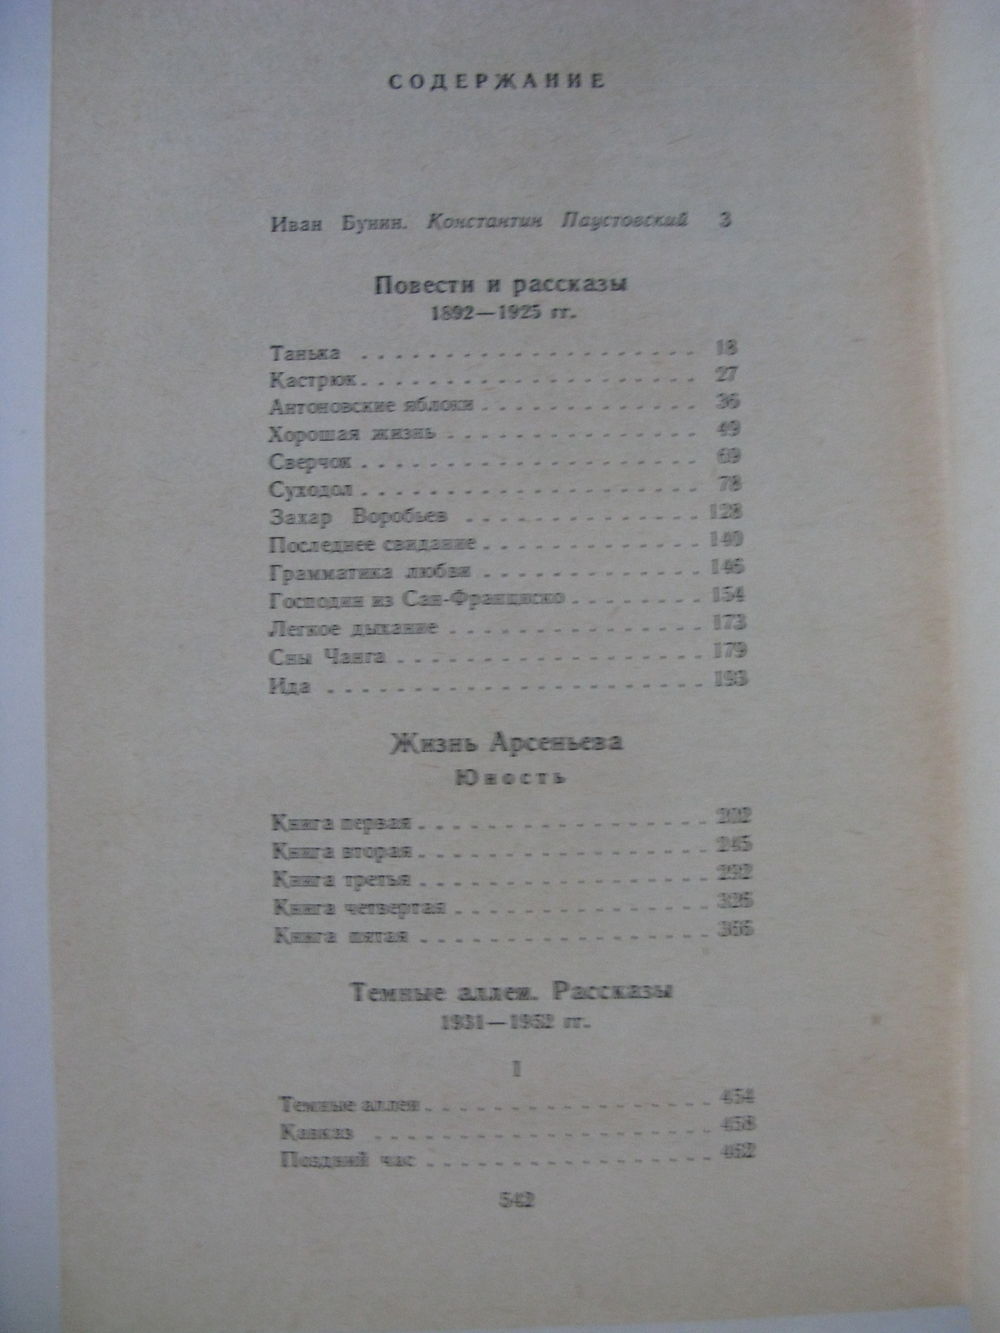 СОДЕРЖАНИЕ
Иван Бунин. Константин Паустовский 3
Повести и рассказы
1892—1925 гг.
Танька . . . . . . . . . . . . . . . . . . . . 18
Кастрюк . . . . . . . . . . . . . . . . . . . . 27
Антоновские яблоки . . . . . . . . . . . . . 36
Хорошая жизнь . . . . . . . . . . . . . . . 49
Сверчок . . . . . . . . . . . . . . . . . . . . 69
Суходол . . . . . . . . . . . . . . . . . . . . 78
Захар Воробьев . . . . . . . . . . . . . . 128
Последнее свидание . . . . . . . . . . . . . 140
Грамматика любви . . . . . . . . . . . . . 146
Господин из Сан-Франциско . . . . . . . . 154
Легкое дыхание . . . . . . . . . . . . . . . 173
Сны Чанга . . . . . . . . . . . . . . . . . . 179
Ида . . . . . . . . . . . . . . . . . . . . . . 193
Жизнь Арсеньева
Юность
Книга первая . . . . . . . . . . . . . . . . . 202
Книга вторая . . . . . . . . . . . . . . . . . 245
Книга третья . . . . . . . . . . . . . . . . . 292
Книга четвертая . . . . . . . . . . . . . . . 326
Книга пятая . . . . . . . . . . . . . . . . . 366
Темные аллеи. Рассказы
1931—1952 гг.
I
Темные аллеи . . . . . . . . . . . . . . . . . 454
Кавказ . . . . . . . . . . . . . . . . . . . . 458
Поздний час . . . . . . . . . . . . . . . . . 462
542